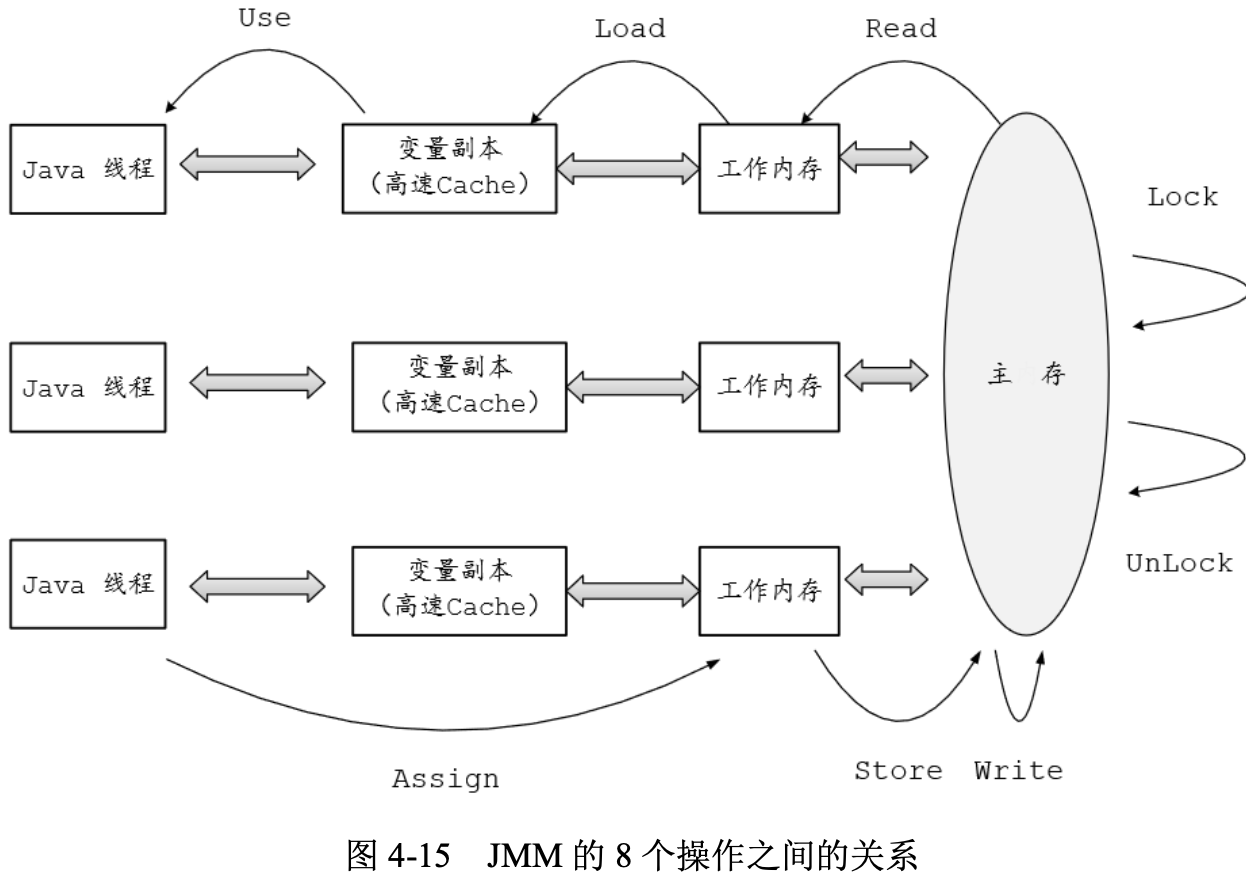 Use
Load
Read
Java 线程
变量副本
(高速Cache)
工作内存
Lock
Java 线程
变量副本
(高速Cache)
工作内存
主 存
Java 线程
变量副本
(高速Cache)
工作内存
UnLock
Assign
Store
Write
图 4-15 JMM 的 8 个操作之间的关系